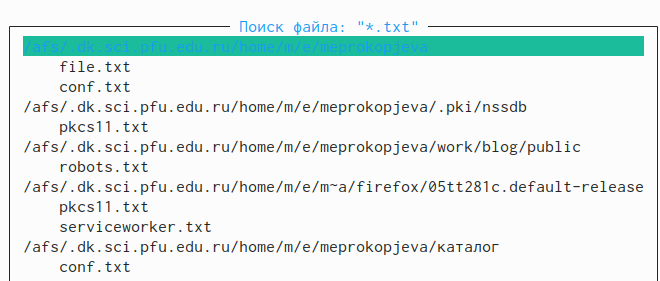 Поиск файла: "*.txt"
/afs/.dk.sci.pfu.edu.ru/home/m/e/meprokopjeva
file.txt
conf.txt
/afs/.dk.sci.pfu.edu.ru/home/m/e/meprokopjeva/.pki/nssdb
pkcs11.txt
/afs/.dk.sci.pfu.edu.ru/home/m/e/meprokopjeva/work/blog/public
robots.txt
/afs/.dk.sci.pfu.edu.ru/home/m/e/m~a/firefox/05tt281c.default-release
pkcs11.txt
serviceworker.txt
/afs/.dk.sci.pfu.edu.ru/home/m/e/meprokopjeva/каталог
conf.txt